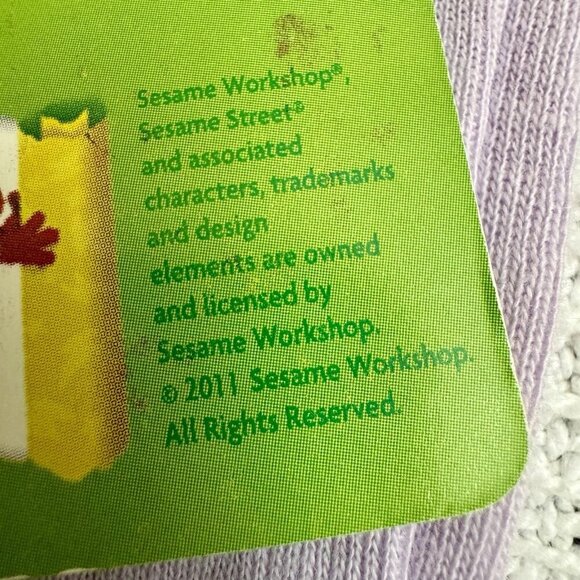 Sesame Workshop®,
Sesame Street®
and associated
characters, trademarks
and design
elements are owned
and licensed by
Sesame Workshop.
© 2011 Sesame Workshop.
All Rights Reserved.